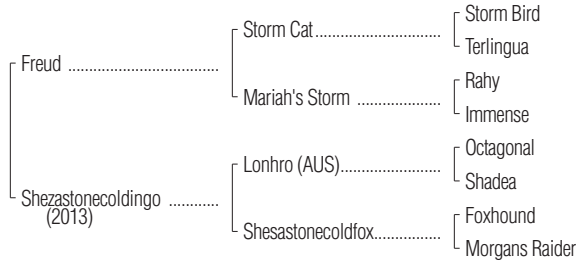 Storm Bird
Storm Cat
Terlingua
Freud
Rahy
Mariah's Storm
Immense
Octagonal
Lonhro (AUS)
Shadea
Shezastonecoldingo
(2013)
Foxhound
Shesastonecoldfox
Morgans Raider